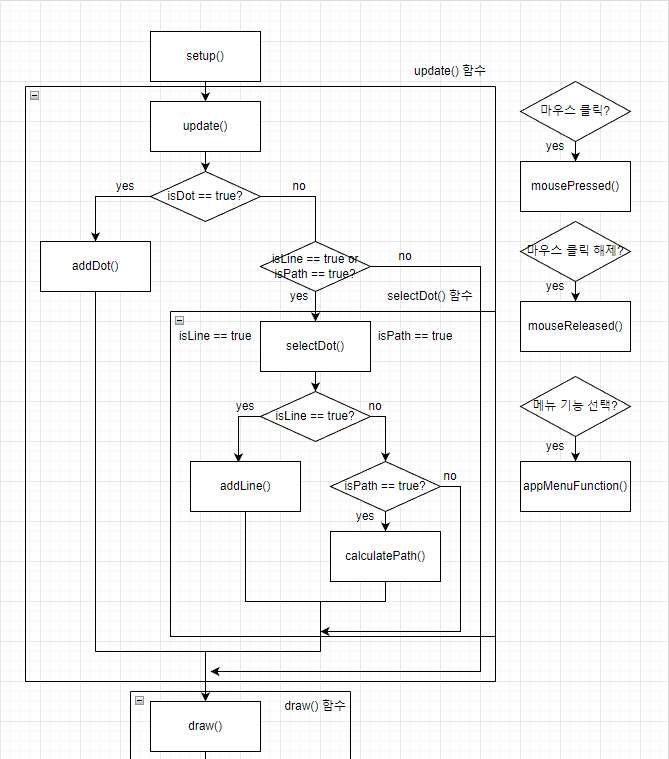 setup()
update() 함수
update()
isDot == true?
yes
no
addDot()
isLine == true or
isPath == true?
no
yes
selectDot() 함수
isLine == true
selectDot()
isPath == true
isLine == true?
yes
no
addLine()
isPath == true?
no
yes
calculatePath()
draw() 함수
draw()
마우스 클릭?
yes
mousePressed()
마우스 클릭 해제?
yes
mouseReleased()
메뉴 기능 선택?
yes
appMenuFunction()